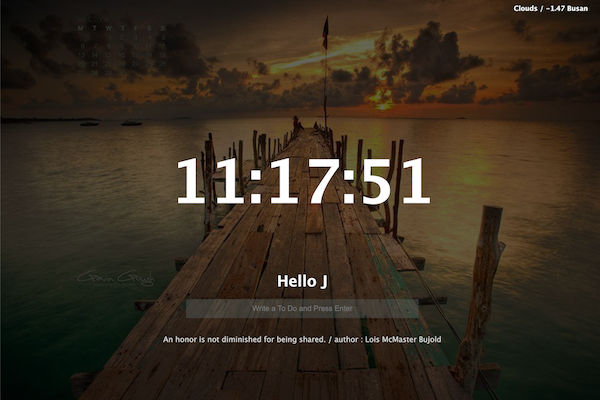 Clouds / -1.47 Busan
M T W T F S S
11:17:51
Hello J
Write a To Do and Press Enter
An honor is not diminished for being shared. / author : Lois McMaster Bujold